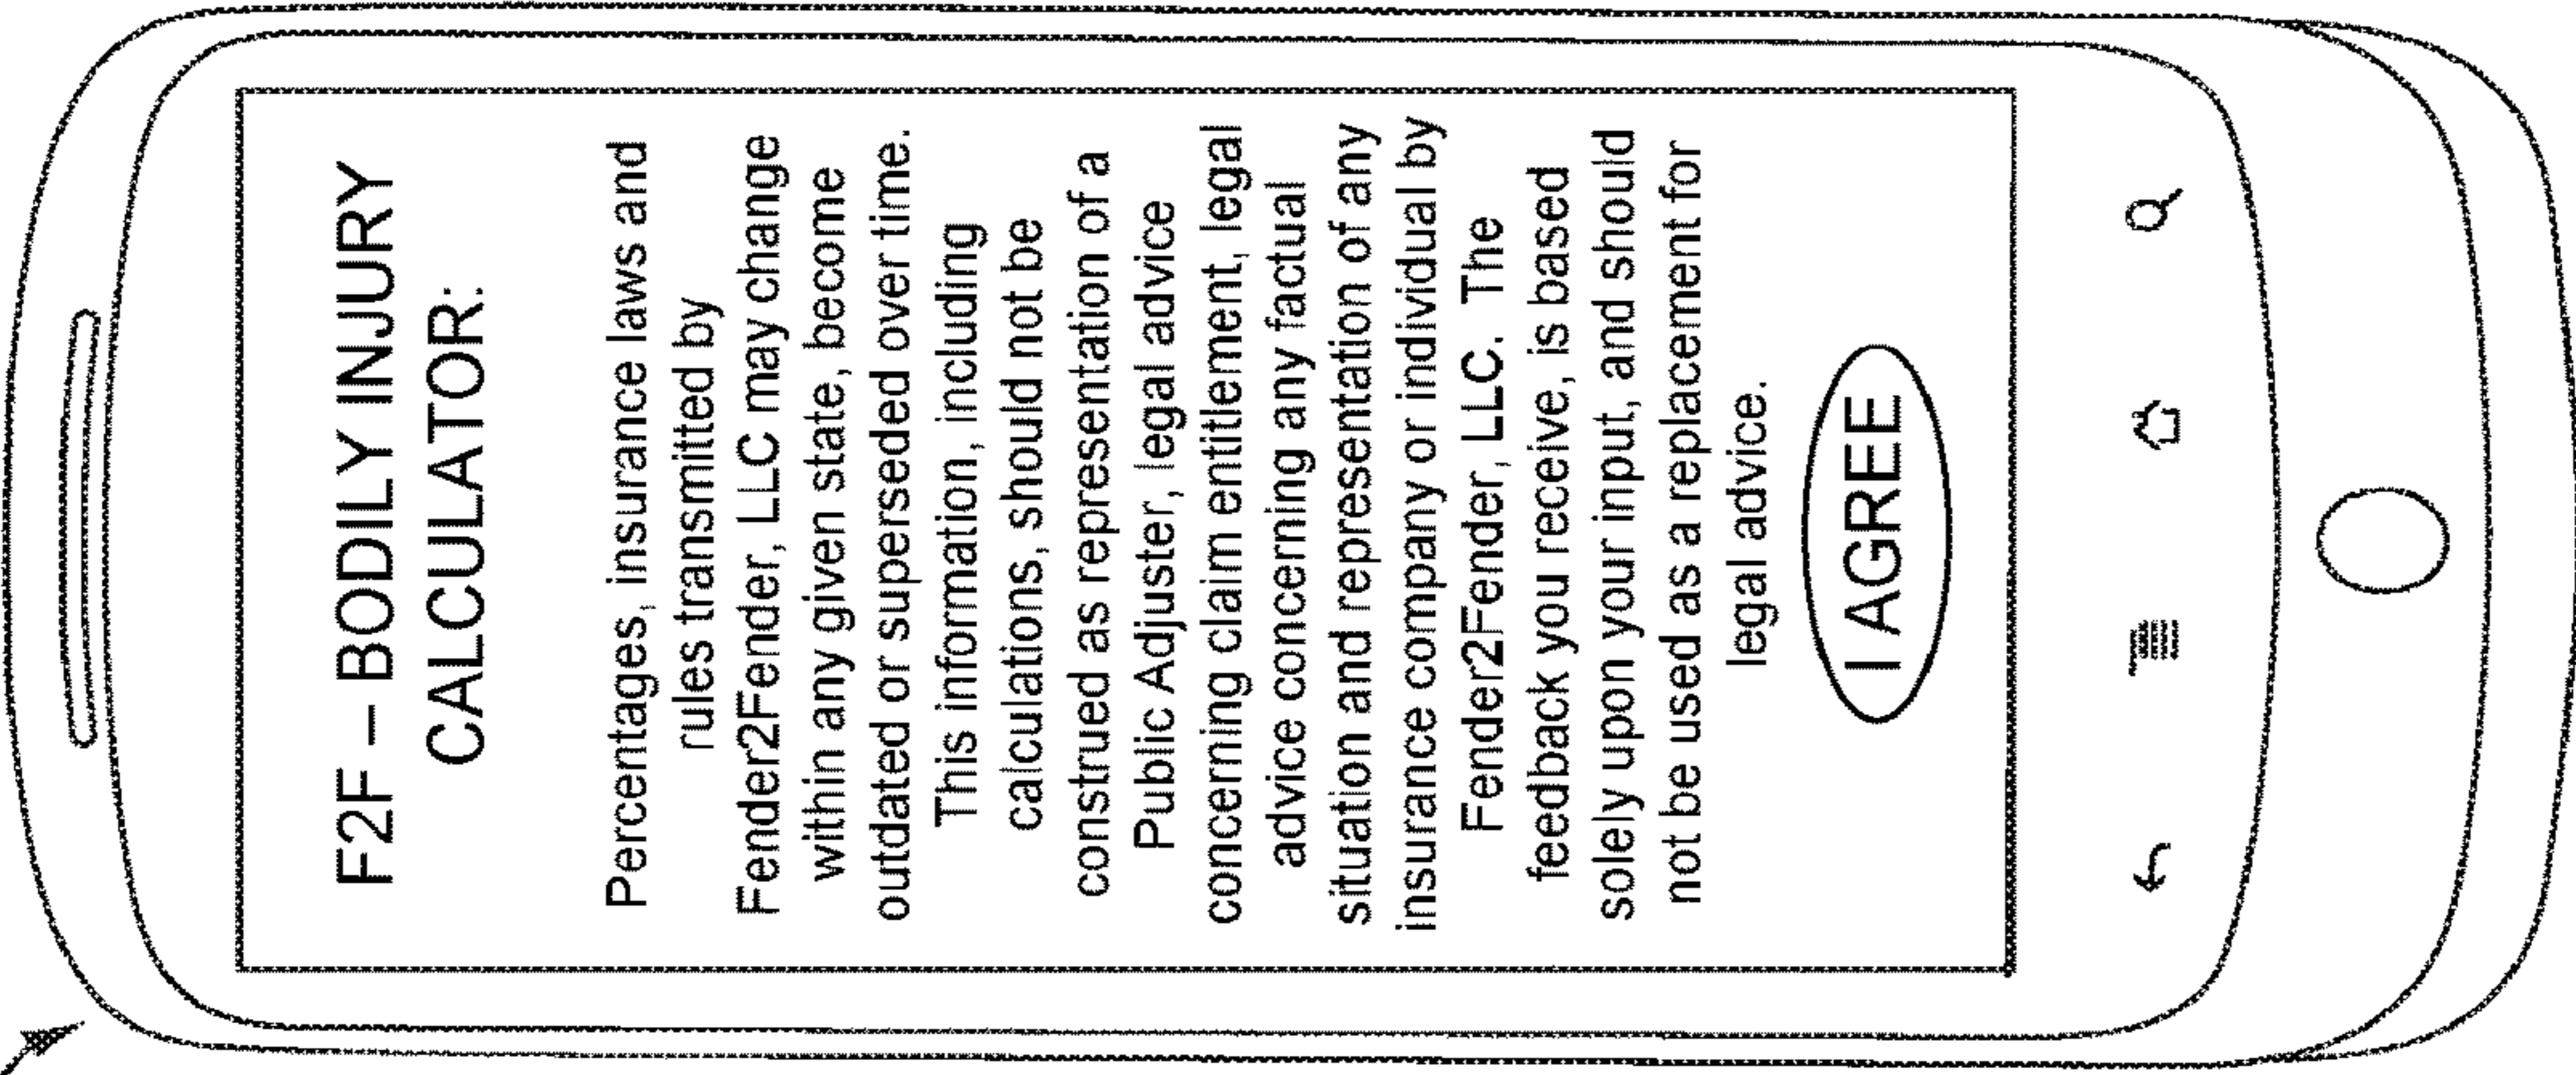 F2F – BODILY INJURY
CALCULATOR:
Percentages, insurance laws and
rules transmitted by
Fender2Fender, LLC may change
within any given state, become
outdated or superseded over time.
This information, including
calculations, should not be
construed as representation of a
Public Adjuster, legal advice
concerning claim entitlement, legal
advice concerning any factual
situation and representation of any
insurance company or individual by
Fender2Fender, LLC. The
feedback you receive, is based
solely upon your input, and should
not be used as a replacement for
legal advice.
I AGREE